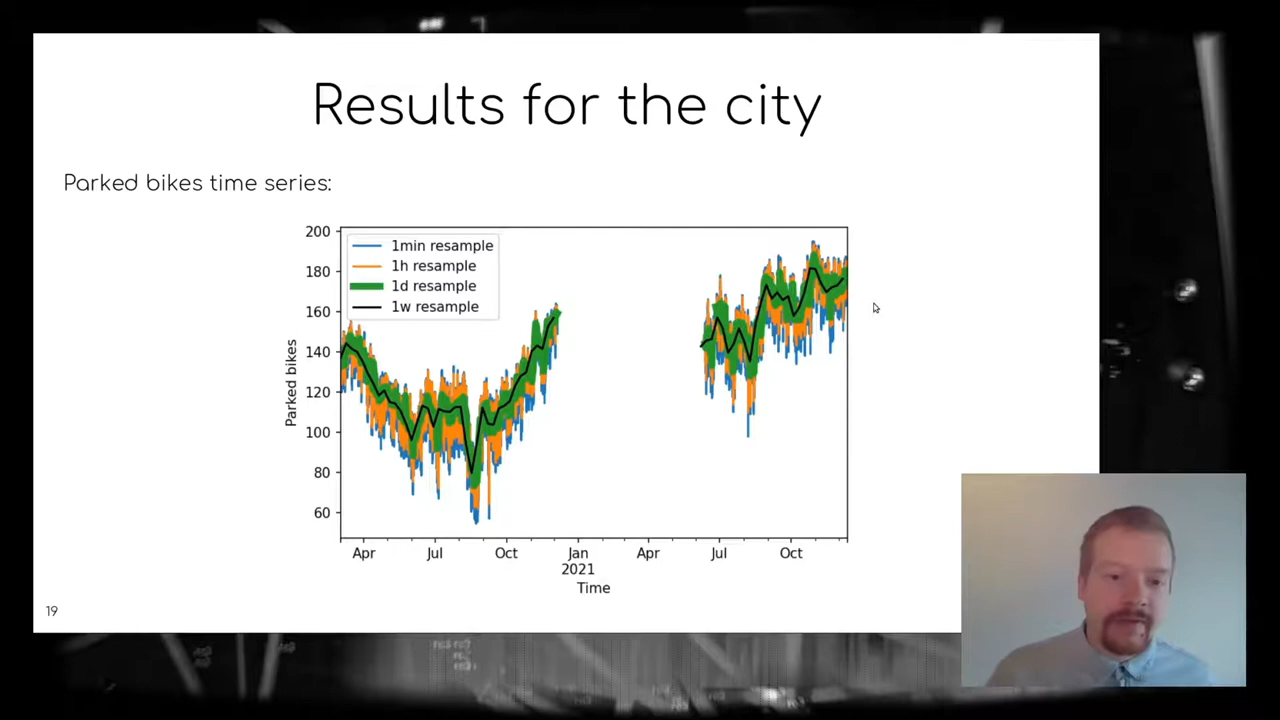 Results for the city
Parked bikes time series:
200
180
160
140
120
100
80
60
Parked bikes
1min resample
1h resample
1d resample
1w resample
Apr
Jul
Oct
Jan
2021
Apr
Jul
Oct
Time
19